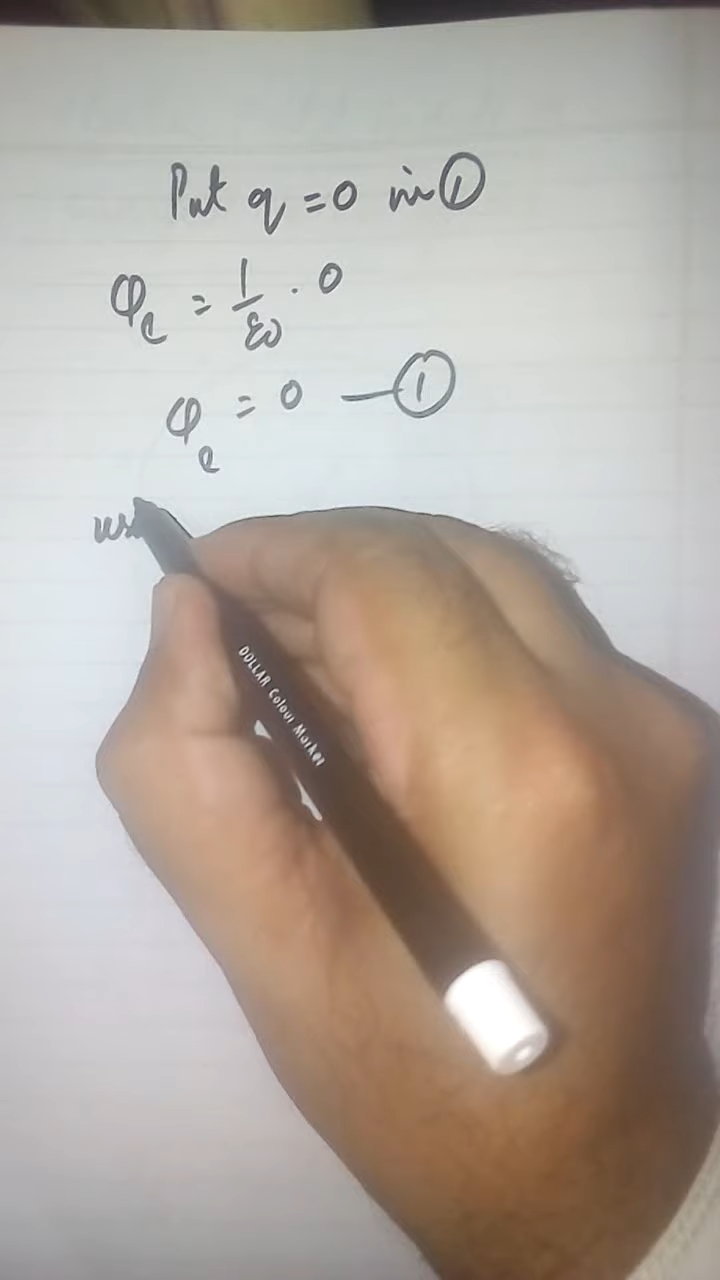 Put q = 0 in ①
φe = 1/ε0 . 0
φe = 0 — ①
DOLLAR Colour Marker